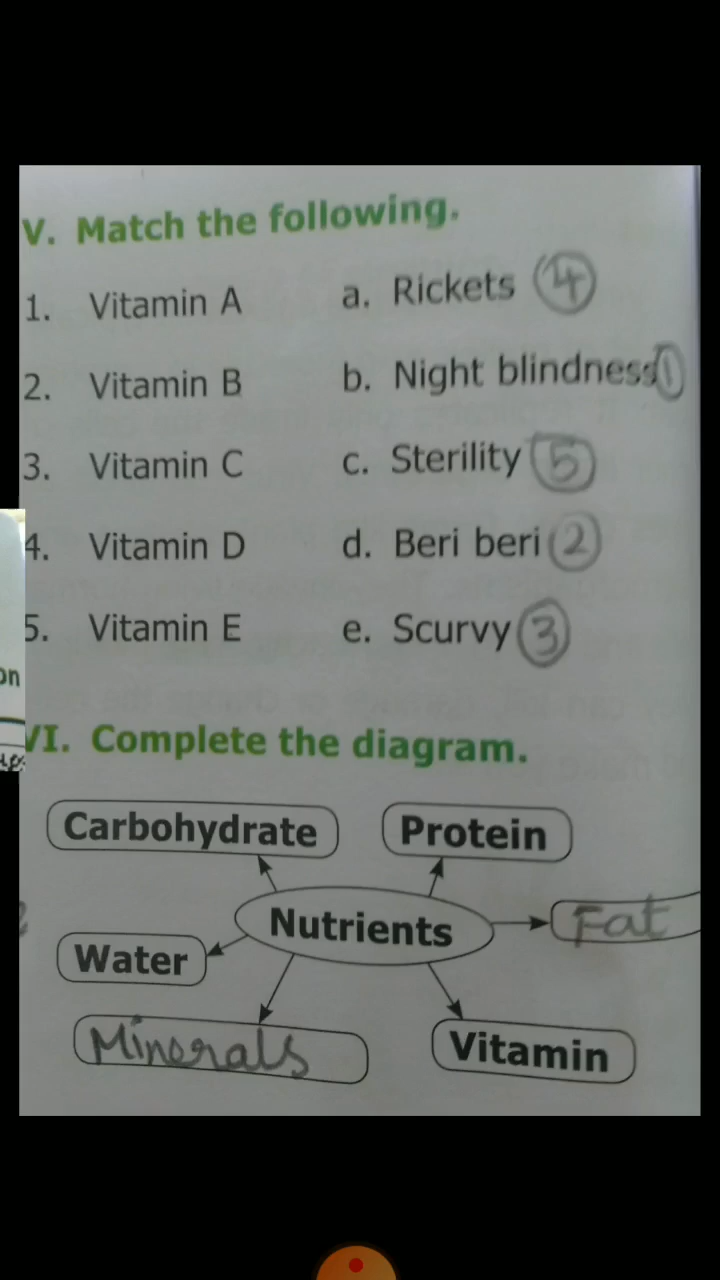 V. Match the following.
1. Vitamin A a. Rickets 4
2. Vitamin B b. Night blindness 1
3. Vitamin C c. Sterility 5
4. Vitamin D d. Beri beri 2
5. Vitamin E e. Scurvy 3
on
VI. Complete the diagram.
Carbohydrate Protein
Nutrients Fat
Water
Minerals Vitamin